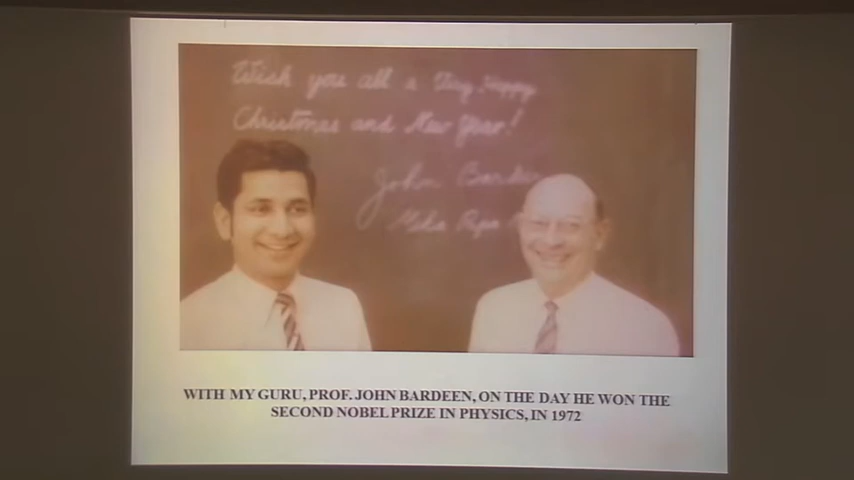 Wish you all a Very Happy
Christmas and New Year!
John Bardeen
WITH MY GURU, PROF. JOHN BARDEEN, ON THE DAY HE WON THE
SECOND NOBEL PRIZE IN PHYSICS, IN 1972